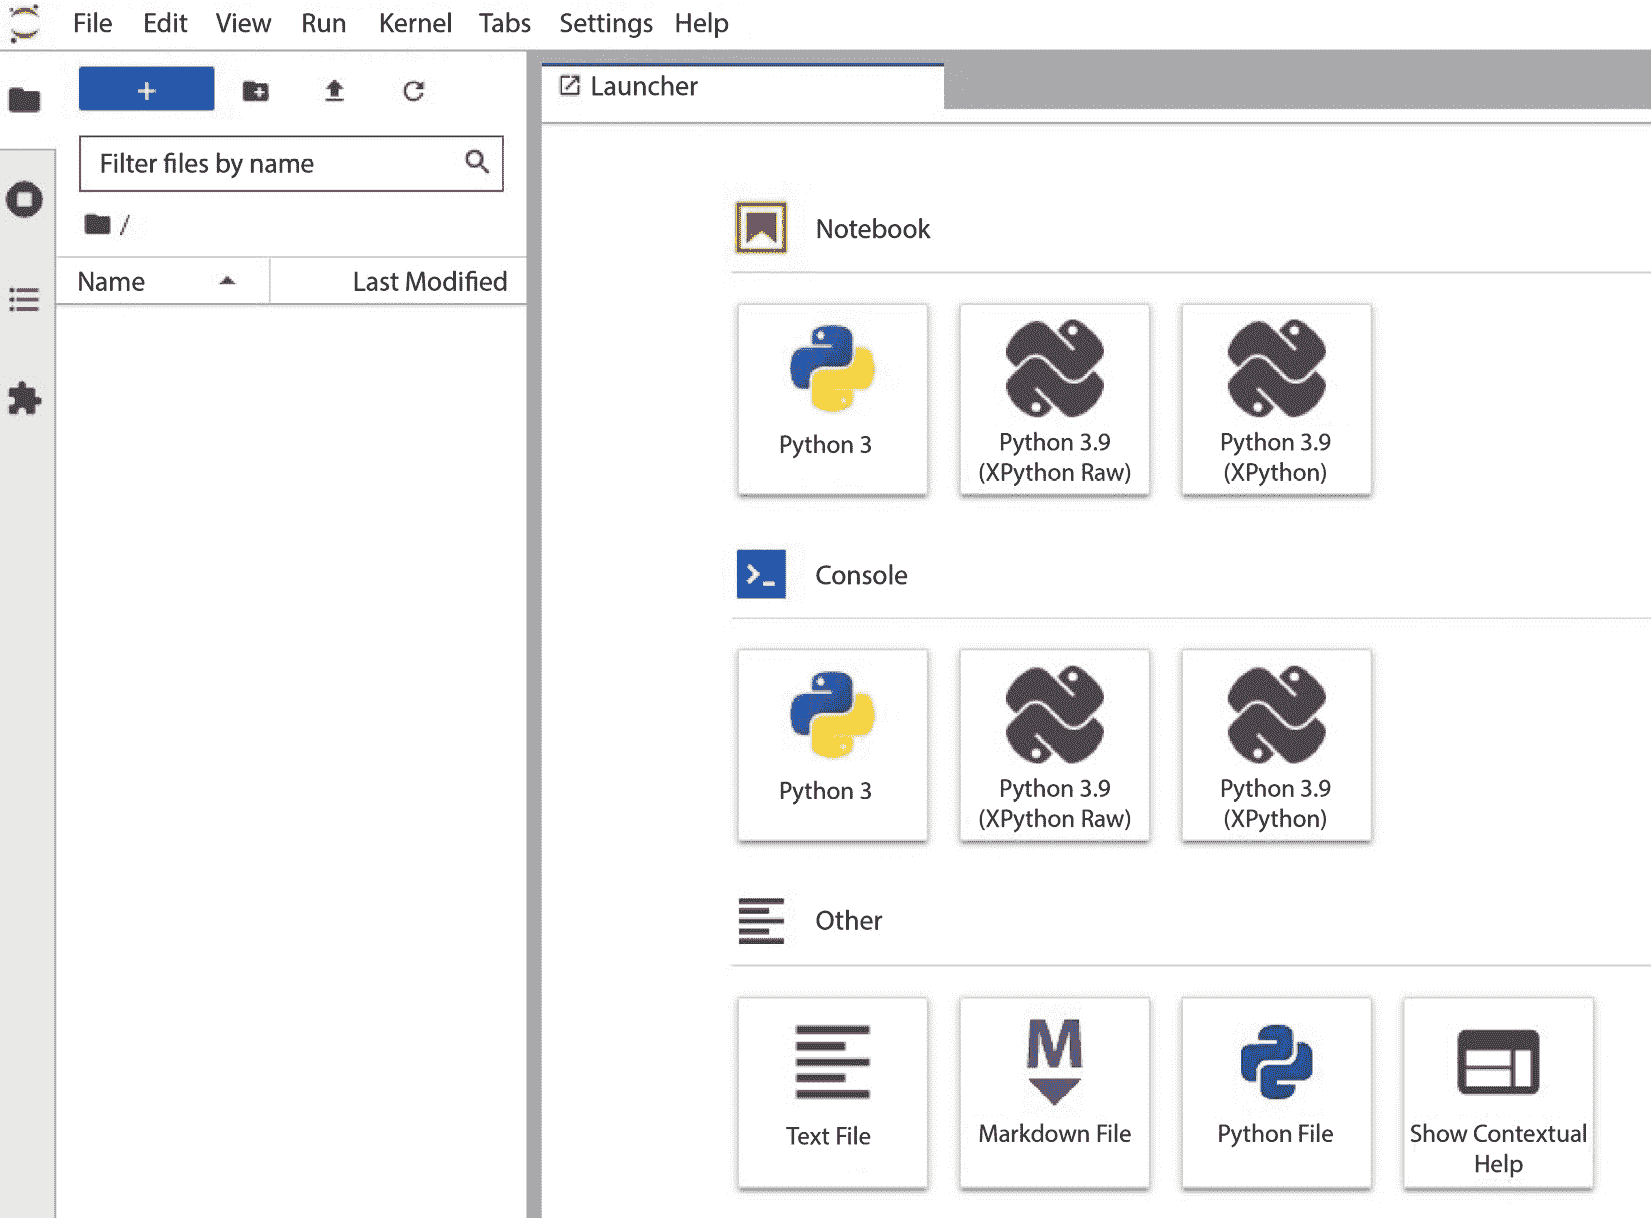 File Edit View Run Kernel Tabs Settings Help
+
Filter files by name
/
Name Last Modified
Launcher
Notebook
Python 3
Python 3.9
(XPython Raw)
Python 3.9
(XPython)
Console
Python 3
Python 3.9
(XPython Raw)
Python 3.9
(XPython)
Other
Text File
M
Markdown File
Python File
Show Contextual
Help